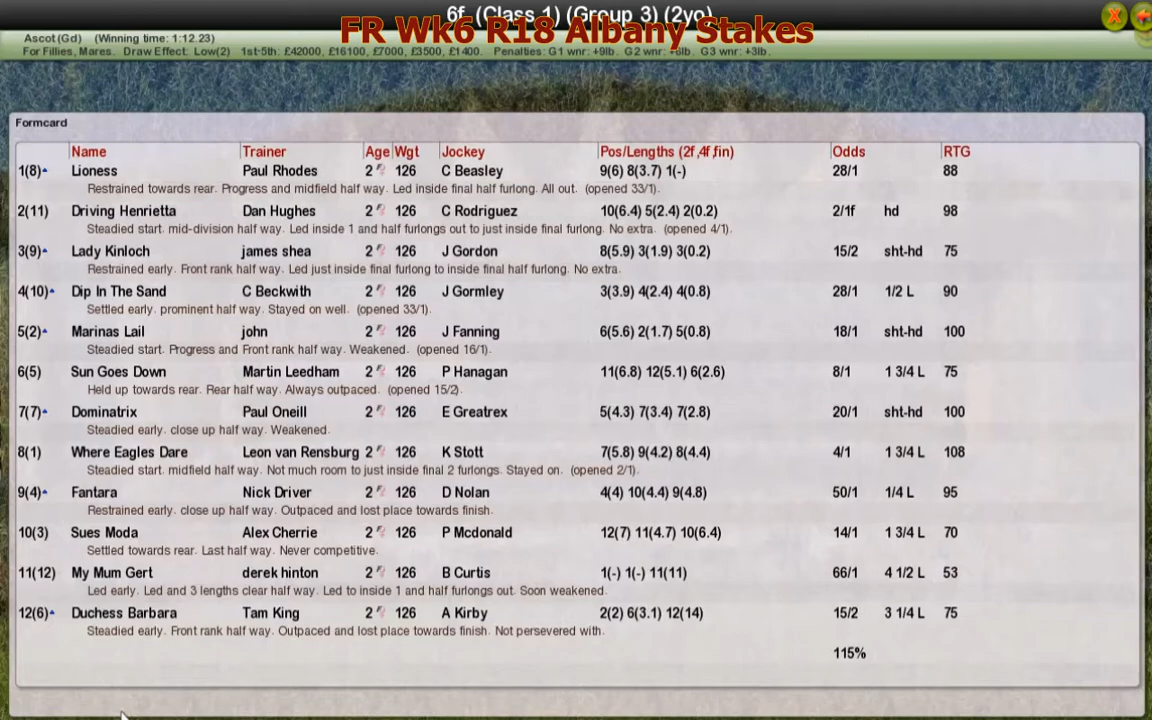 6f, (Class 1) (Group 3) (2yo)
FR Wk6 R18 Albany Stakes
Ascot(Gd) (Winning time: 1:12.23)
For Fillies, Mares. Draw Effect: Low(2) 1st-5th: £42000, £16100, £7000, £3500, £1400. Penalties: G1 wnr: +9lb. G2 wnr: +6lb. G3 wnr: +3lb.
Formcard
Name Trainer Age Wgt Jockey Pos/Lengths (2f,4f,fin) Odds RTG
1(8) Lioness Paul Rhodes 2 126 C Beasley 9(6) 8(3.7) 1(-) 28/1 88
Restrained towards rear. Progress and midfield half way. Led inside final half furlong. All out. (opened 33/1).
2(11) Driving Henrietta Dan Hughes 2 126 C Rodriguez 10(6.4) 5(2.4) 2(0.2) 2/1f hd 98
Steadied start. mid-division half way. Led inside 1 and half furlongs out to just inside final furlong. No extra. (opened 4/1).
3(9) Lady Kinloch james shea 2 126 J Gordon 8(5.9) 3(1.9) 3(0.2) 15/2 sht-hd 75
Restrained early. Front rank half way. Led just inside final furlong to inside final half furlong. No extra.
4(10) Dip In The Sand C Beckwith 2 126 J Gormley 3(3.9) 4(2.4) 4(0.8) 28/1 1/2 L 90
Settled early. prominent half way. Stayed on well. (opened 33/1).
5(2) Marinas Lail john 2 126 J Fanning 6(5.6) 2(1.7) 5(0.8) 18/1 sht-hd 100
Steadied start. Progress and Front rank half way. Weakened. (opened 16/1).
6(5) Sun Goes Down Martin Leedham 2 126 P Hanagan 11(6.8) 12(5.1) 6(2.6) 8/1 1 3/4 L 75
Held up towards rear. Rear half way. Always outpaced. (opened 15/2).
7(7) Dominatrix Paul Oneill 2 126 E Greatrex 5(4.3) 7(3.4) 7(2.8) 20/1 sht-hd 100
Steadied early. close up half way. Weakened.
8(1) Where Eagles Dare Leon van Rensburg 2 126 K Stott 7(5.8) 9(4.2) 8(4.4) 4/1 1 3/4 L 108
Steadied start. midfield half way. Not much room to just inside final 2 furlongs. Stayed on. (opened 2/1).
9(4) Fantara Nick Driver 2 126 D Nolan 4(4) 10(4.4) 9(4.8) 50/1 1/4 L 95
Restrained early. close up half way. Outpaced and lost place towards finish.
10(3) Sues Moda Alex Cherrie 2 126 P Mcdonald 12(7) 11(4.7) 10(6.4) 14/1 1 3/4 L 70
Settled towards rear. Last half way. Never competitive.
11(12) My Mum Gert derek hinton 2 126 B Curtis 1(-) 1(-) 11(11) 66/1 4 1/2 L 53
Led early. Led and 3 lengths clear half way. Led to inside 1 and half furlongs out. Soon weakened.
12(6) Duchess Barbara Tam King 2 126 A Kirby 2(2) 6(3.1) 12(14) 15/2 3 1/4 L 75
Steadied early. Front rank half way. Outpaced and lost place towards finish. Not persevered with.
115%